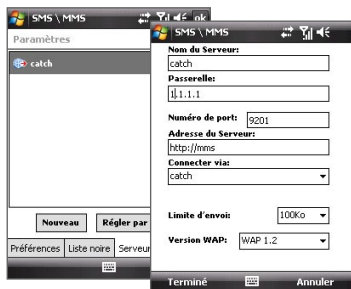 SMS \ MMS ok
Paramètres
catch
Nouveau Régler par
Préférences Liste noire Serveur
SMS \ MMS
Nom du Serveur:
catch
Passerelle:
1.1.1.1
Numéro de port: 9201
Adresse du Serveur:
http://mms
Connecter via:
catch
Limite d'envoi: 100Ko
Version WAP: WAP 1.2
Terminé Annuler